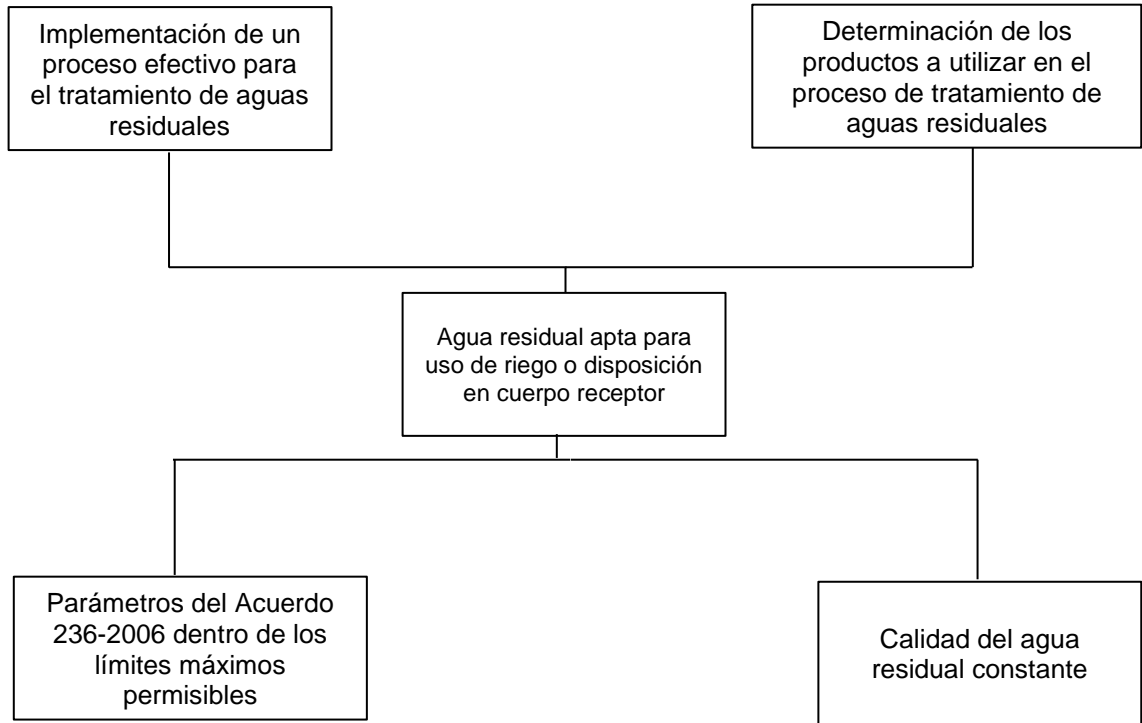 Implementación de un
proceso efectivo para
el tratamiento de aguas
residuales
Determinación de los
productos a utilizar en el
proceso de tratamiento de
aguas residuales
Agua residual apta para
uso de riego o disposición
en cuerpo receptor
Parámetros del Acuerdo
236-2006 dentro de los
límites máximos
permisibles
Calidad del agua
residual constante